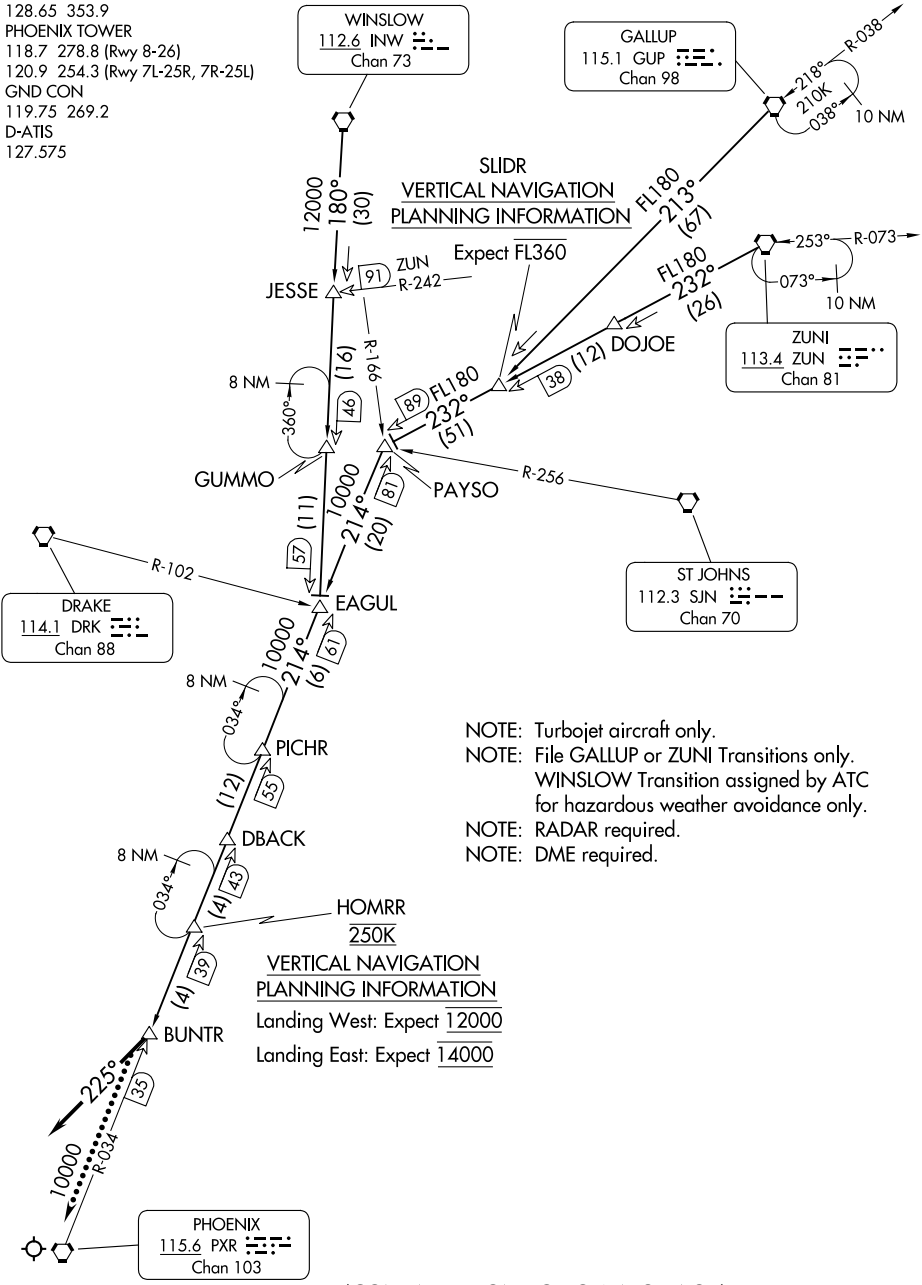 128.65 353.9
PHOENIX TOWER
118.7 278.8 (Rwy 8-26)
120.9 254.3 (Rwy 7L-25R, 7R-25L)
GND CON
119.75 269.2
D-ATIS
127.575
WINSLOW
112.6 INW
Chan 73
GALLUP
115.1 GUP
Chan 98
R-038
218°
210K
038°
10 NM
12000
180°
(30)
SLIDR
VERTICAL NAVIGATION
PLANNING INFORMATION
Expect FL360
FL180
213°
(67)
253°
R-073
073°
10 NM
FL180
232°
(26)
ZUNI
113.4 ZUN
Chan 81
JESSE
91
ZUN
R-242
R-166
DOJOE
(12)
38
(16)
8 NM
360°
46
89
FL180
232°
(51)
GUMMO
PAYSO
R-256
(11)
10000
214°
(20)
81
57
R-102
EAGUL
DRAKE
114.1 DRK
Chan 88
ST JOHNS
112.3 SJN
Chan 70
10000
214°
(6)
61
8 NM
034°
PICHR
(12)
55
NOTE: Turbojet aircraft only.
NOTE: File GALLUP or ZUNI Transitions only.
WINSLOW Transition assigned by ATC
for hazardous weather avoidance only.
NOTE: RADAR required.
NOTE: DME required.
DBACK
8 NM
034°
(4)
43
HOMRR
250K
VERTICAL NAVIGATION
PLANNING INFORMATION
Landing West: Expect 12000
Landing East: Expect 14000
(4)
39
BUNTR
225°
35
10000
R-034
PHOENIX
115.6 PXR
Chan 103